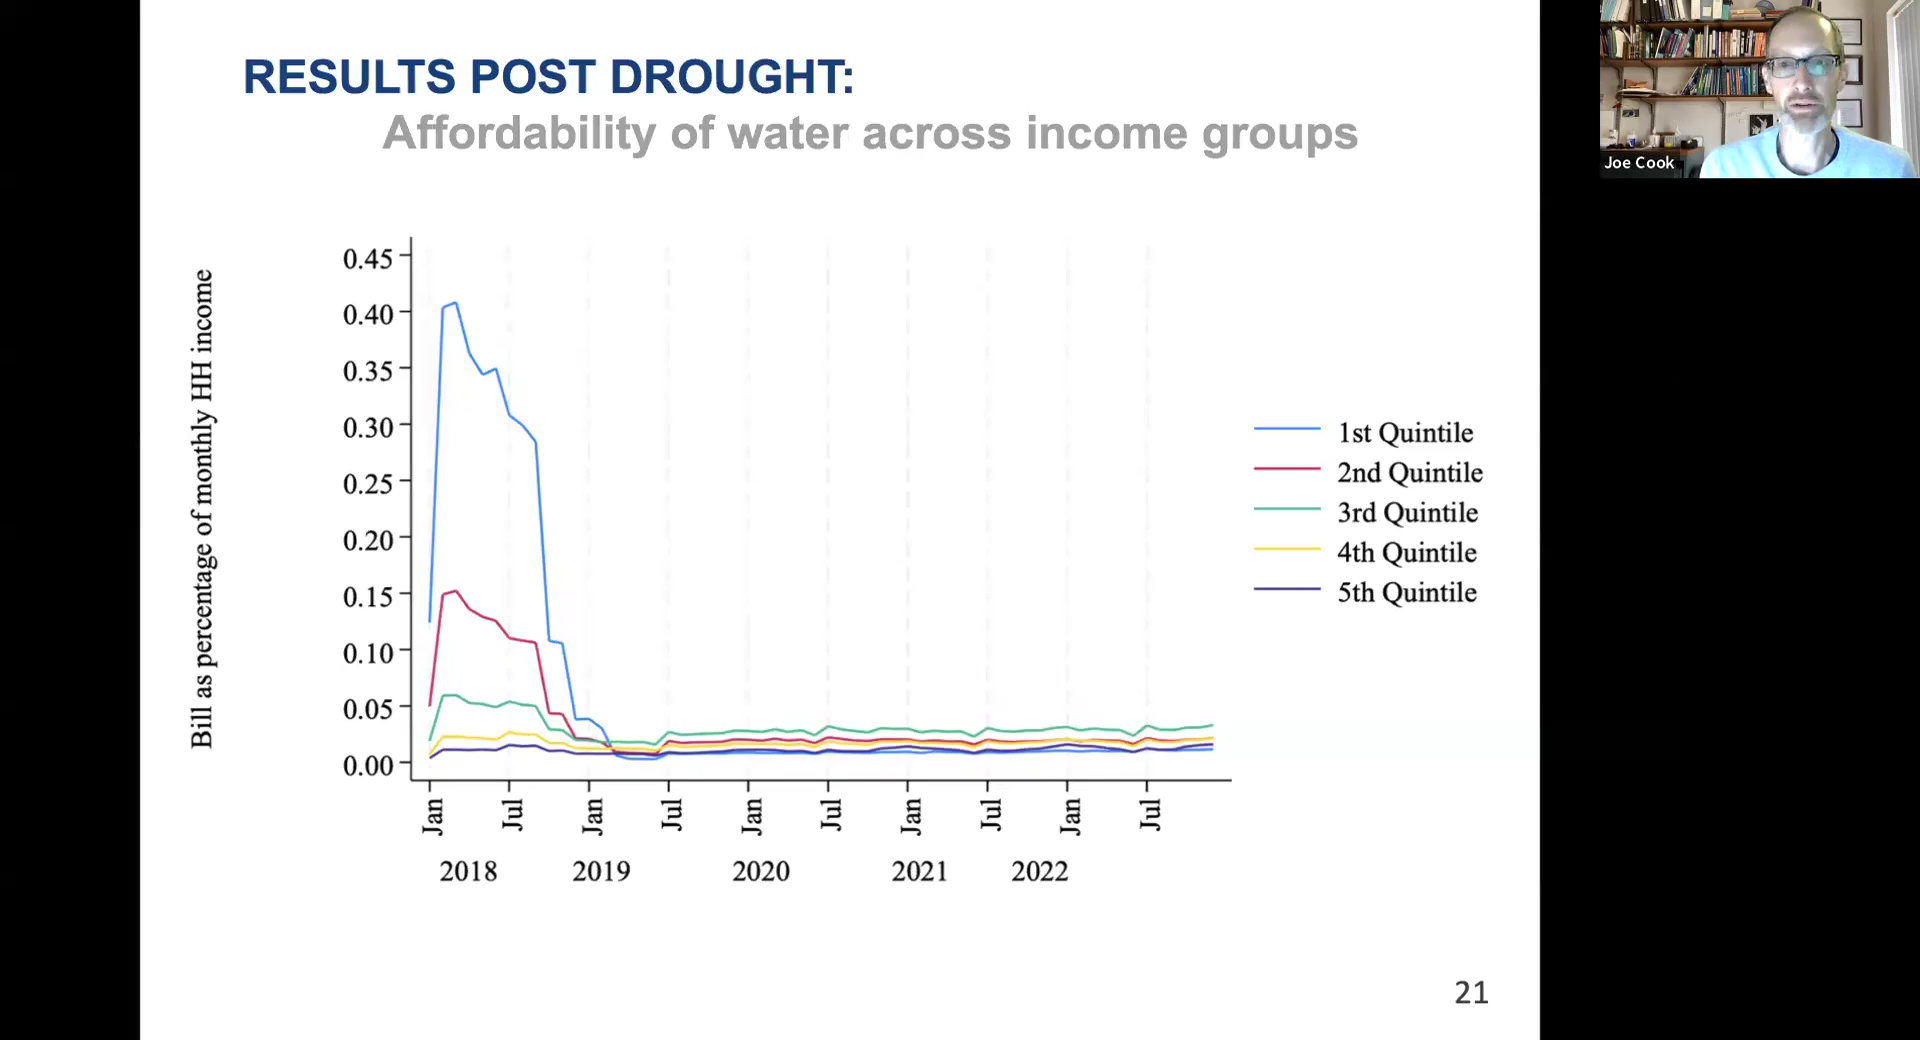 RESULTS POST DROUGHT:
Affordability of water across income groups
Joe Cook
Bill as percentage of monthly HH income
0.45
0.40
0.35
0.30
0.25
0.20
0.15
0.10
0.05
0.00
Jan Jul Jan Jul Jan Jul Jan Jul Jan Jul
2018 2019 2020 2021 2022
1st Quintile
2nd Quintile
3rd Quintile
4th Quintile
5th Quintile
21